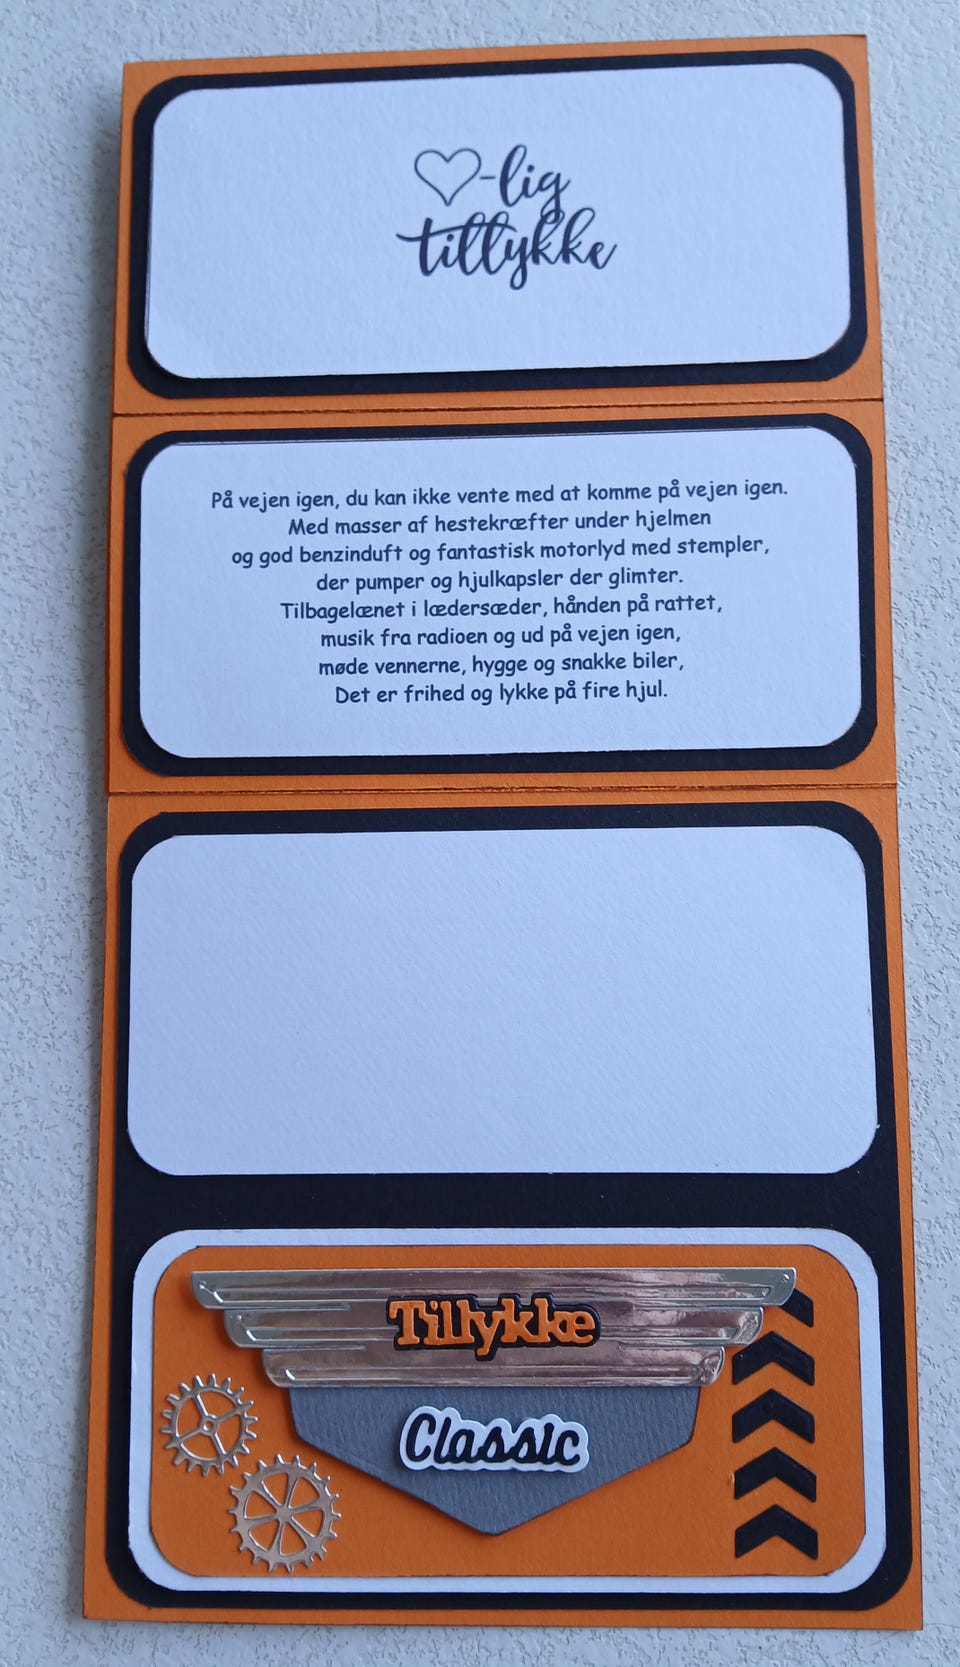 ♡-lig
tillykke
På vejen igen, du kan ikke vente med at komme på vejen igen.
Med masser af hestekræfter under hjelmen
og god benzinduft og fantastisk motorlyd med stempler,
der pumper og hjulkapsler der glimter.
Tilbagelænet i lædersæder, hånden på rattet,
musik fra radioen og ud på vejen igen,
møde vennerne, hygge og snakke biler,
Det er frihed og lykke på fire hjul.
Tillykke
Classic